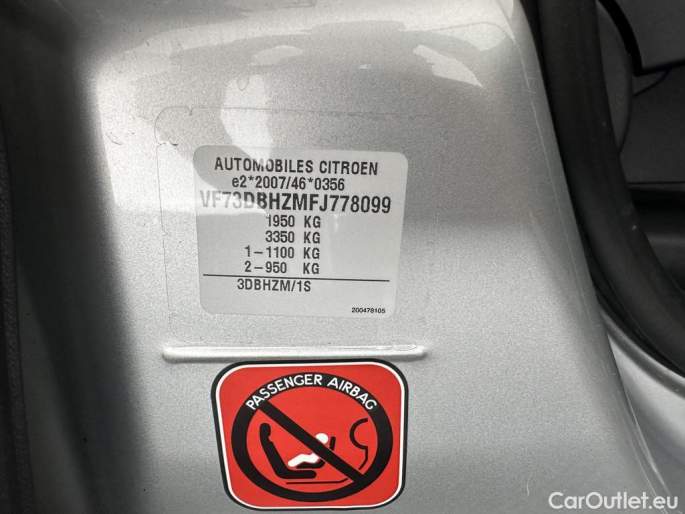 AUTOMOBILES CITROEN
e2*2007/46*0356
VF73DBHZMFJ778099
1950 KG
3350 KG
1-1100 KG
2-950 KG
3DBHZM/1S
200478105
PASSENGER AIRBAG
CarOutlet.eu